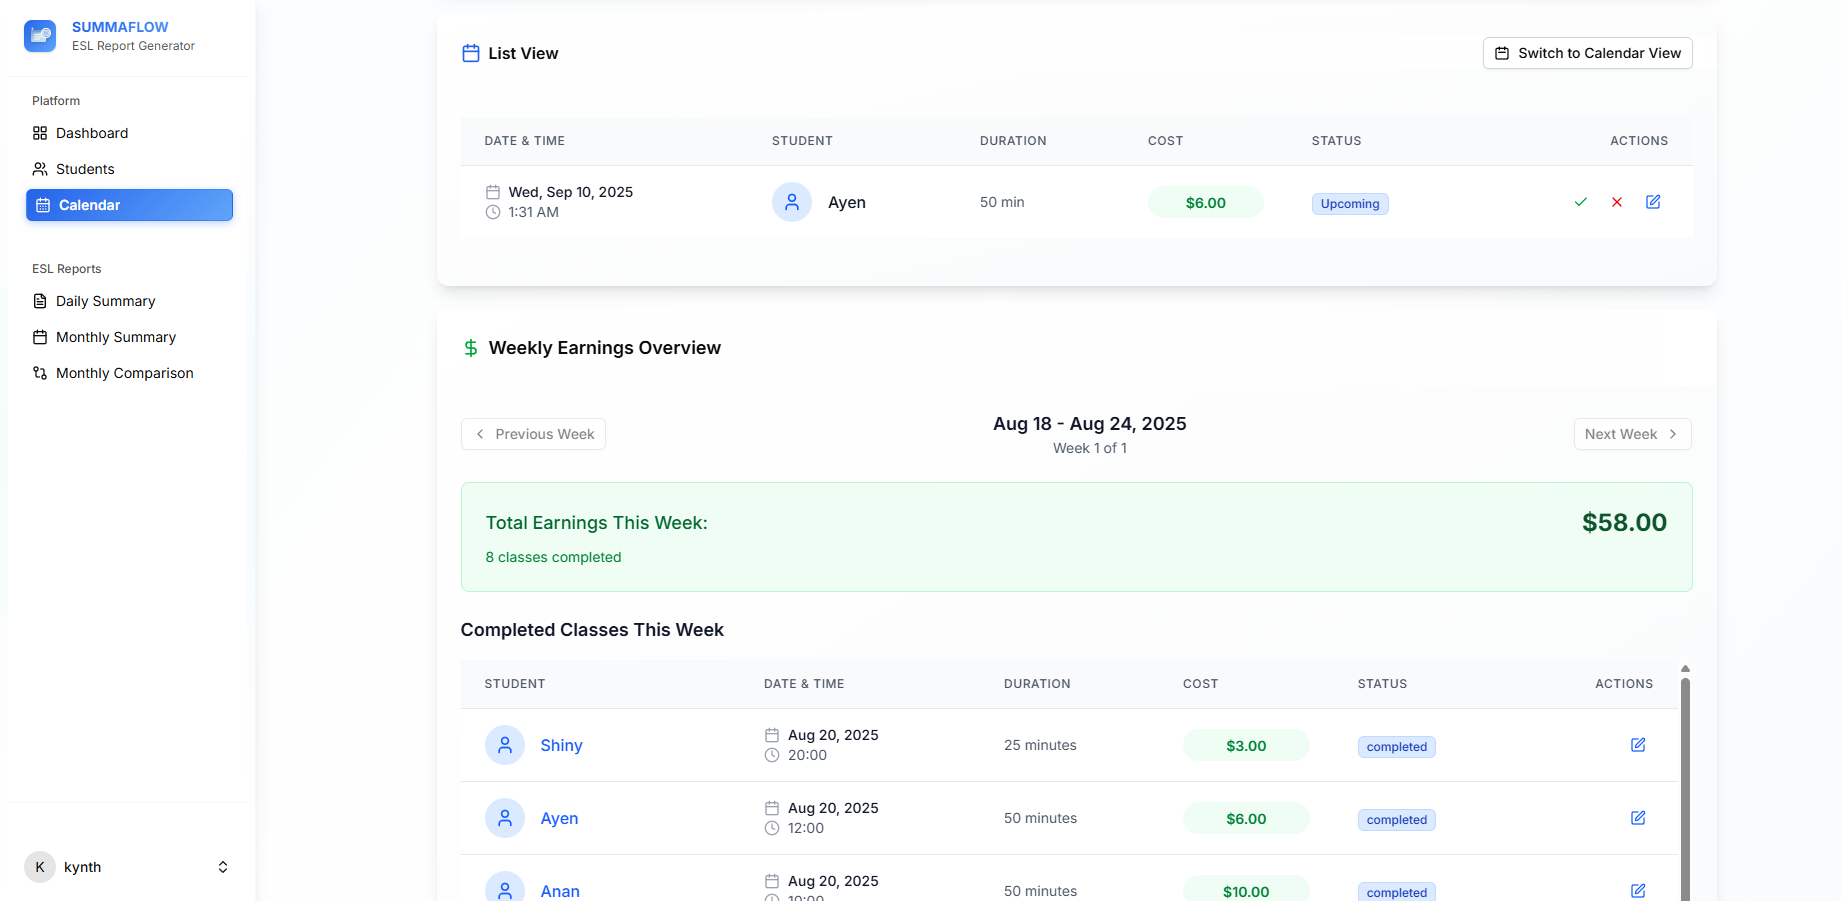 SUMMAFLOW
ESL Report Generator
Platform
Dashboard
Students
Calendar
ESL Reports
Daily Summary
Monthly Summary
Monthly Comparison
K kynth
List View
Switch to Calendar View
DATE & TIME STUDENT DURATION COST STATUS ACTIONS
Wed, Sep 10, 2025
1:31 AM
Ayen 50 min $6.00 Upcoming
Weekly Earnings Overview
Previous Week
Aug 18 - Aug 24, 2025
Week 1 of 1
Next Week
Total Earnings This Week: $58.00
8 classes completed
Completed Classes This Week
STUDENT DATE & TIME DURATION COST STATUS ACTIONS
Shiny
Aug 20, 2025
20:00
25 minutes $3.00 completed
Ayen
Aug 20, 2025
12:00
50 minutes $6.00 completed
Anan
Aug 20, 2025
10:00
50 minutes $10.00 completed